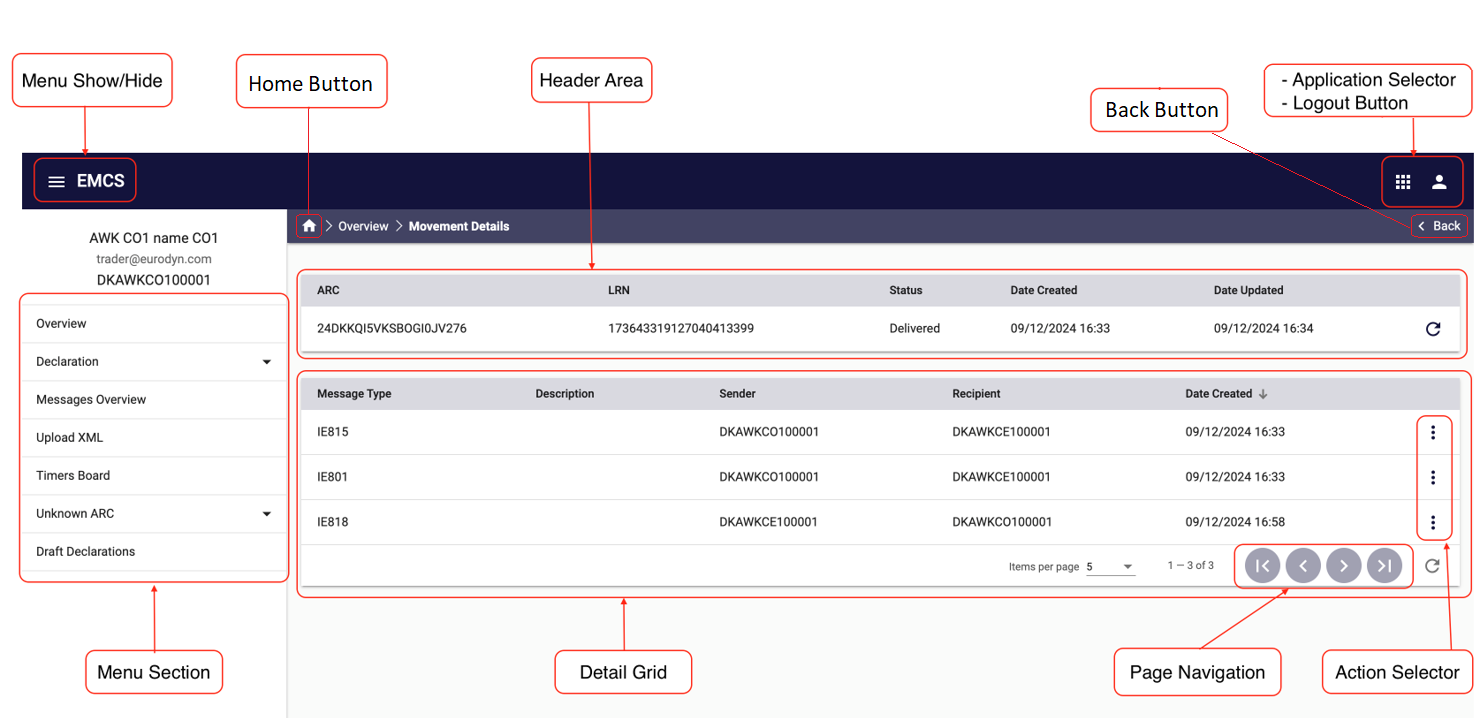 Menu Show/Hide
Home Button
Header Area
Back Button
- Application Selector
- Logout Button
EMCS
Overview
Movement Details
Back
AWK CO1 name CO1
trader@eurodyn.com
DKAWKCO100001
Overview
Declaration
Messages Overview
Upload XML
Timers Board
Unknown ARC
Draft Declarations
ARC LRN Status Date Created Date Updated
24DKKQI5VKSBOGI0JV276 173643319127040413399 Delivered 09/12/2024 16:33 09/12/2024 16:34
Message Type Description Sender Recipient Date Created
IE815 DKAWKCO100001 DKAWKCE100001 09/12/2024 16:33
IE801 DKAWKCO100001 DKAWKCE100001 09/12/2024 16:33
IE818 DKAWKCE100001 DKAWKCO100001 09/12/2024 16:58
Items per page 5 1 – 3 of 3
Menu Section
Detail Grid
Page Navigation
Action Selector